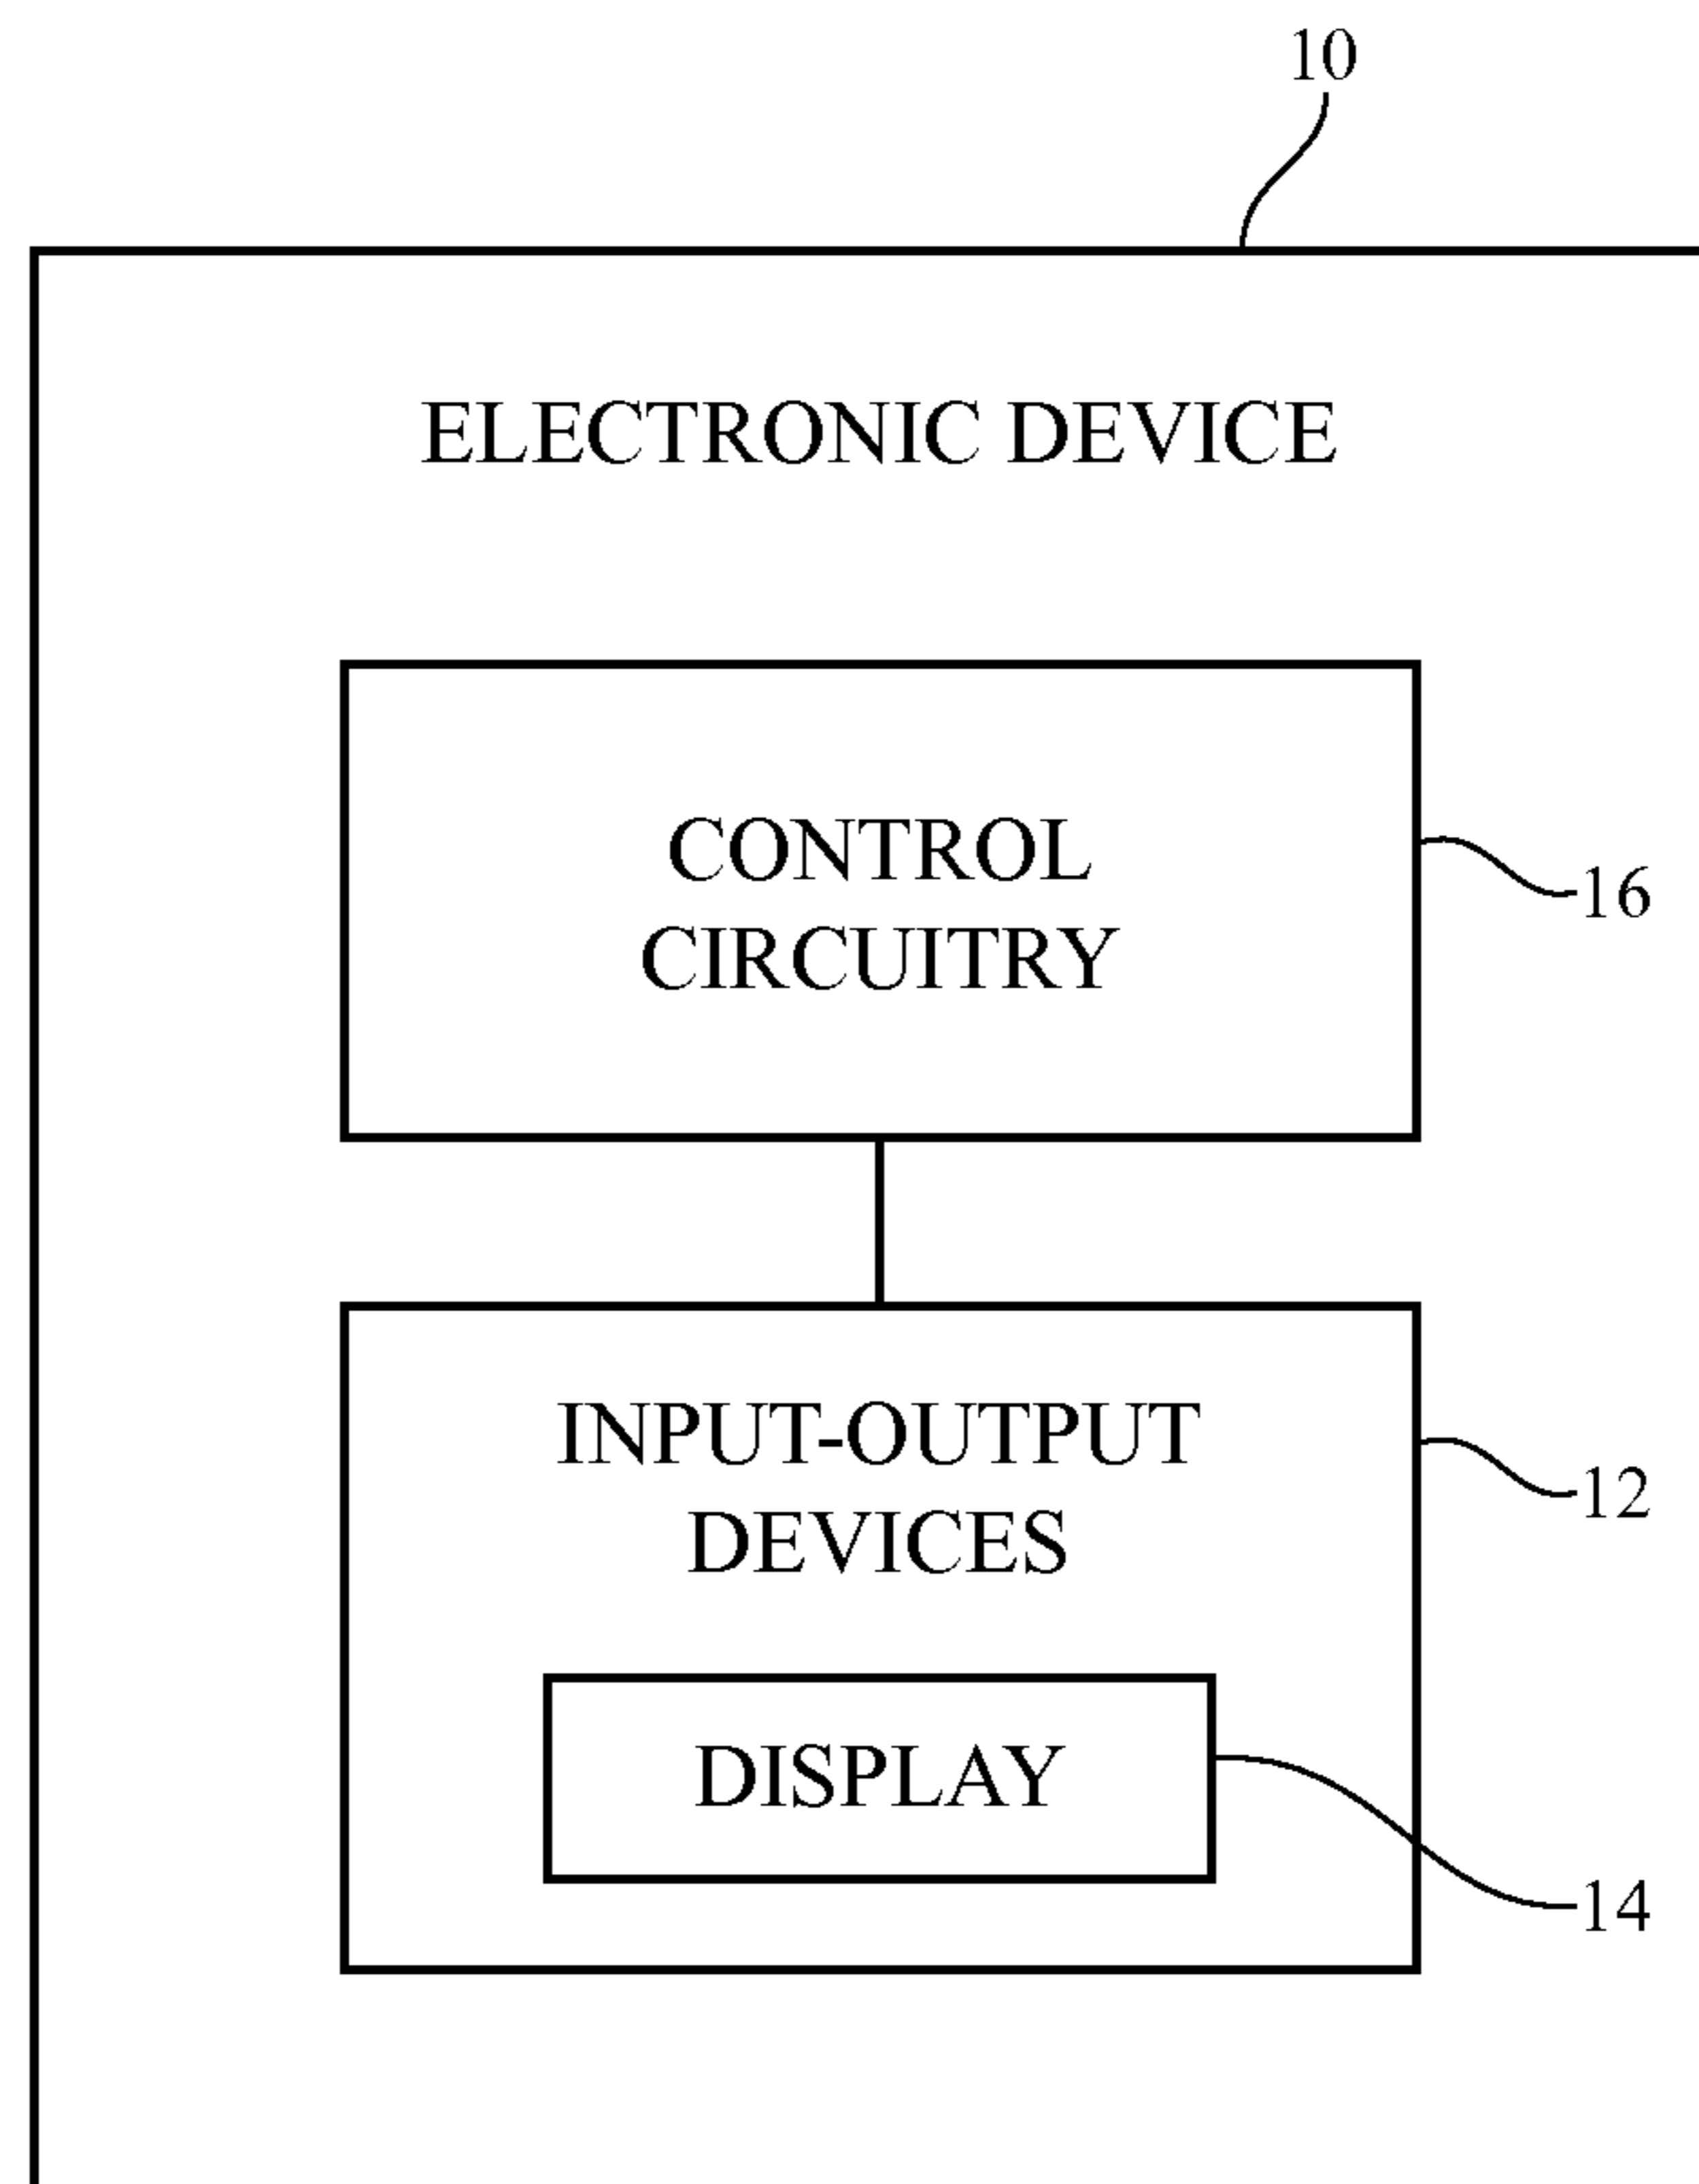 10
ELECTRONIC DEVICE
CONTROL
CIRCUITRY
16
INPUT-OUTPUT
DEVICES
12
DISPLAY
14